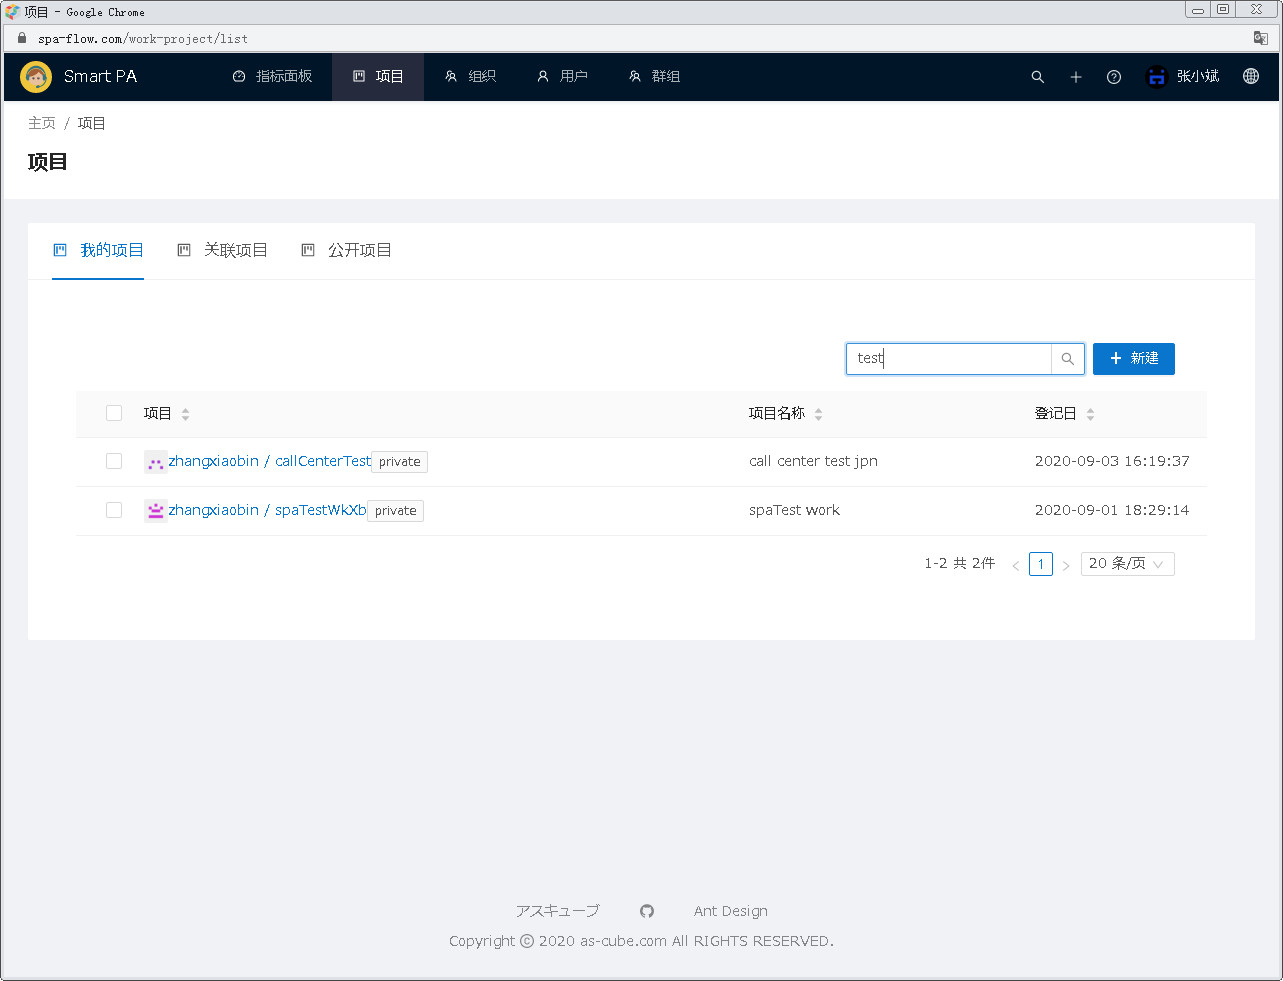 项目 - Google Chrome
spa-flow.com/work-project/list
Smart PA 指标面板 项目 组织 用户 群组 张小斌
主页 / 项目
项目
我的项目 关联项目 公开项目
test 新建
项目 项目名称 登记日
zhangxiaobin / callCenterTest private call center test jpn 2020-09-03 16:19:37
zhangxiaobin / spaTestWkXb private spaTest work 2020-09-01 18:29:14
1-2 共 2件 < 1 > 20 条/页
アスキューブ Ant Design
Copyright © 2020 as-cube.com All RIGHTS RESERVED.